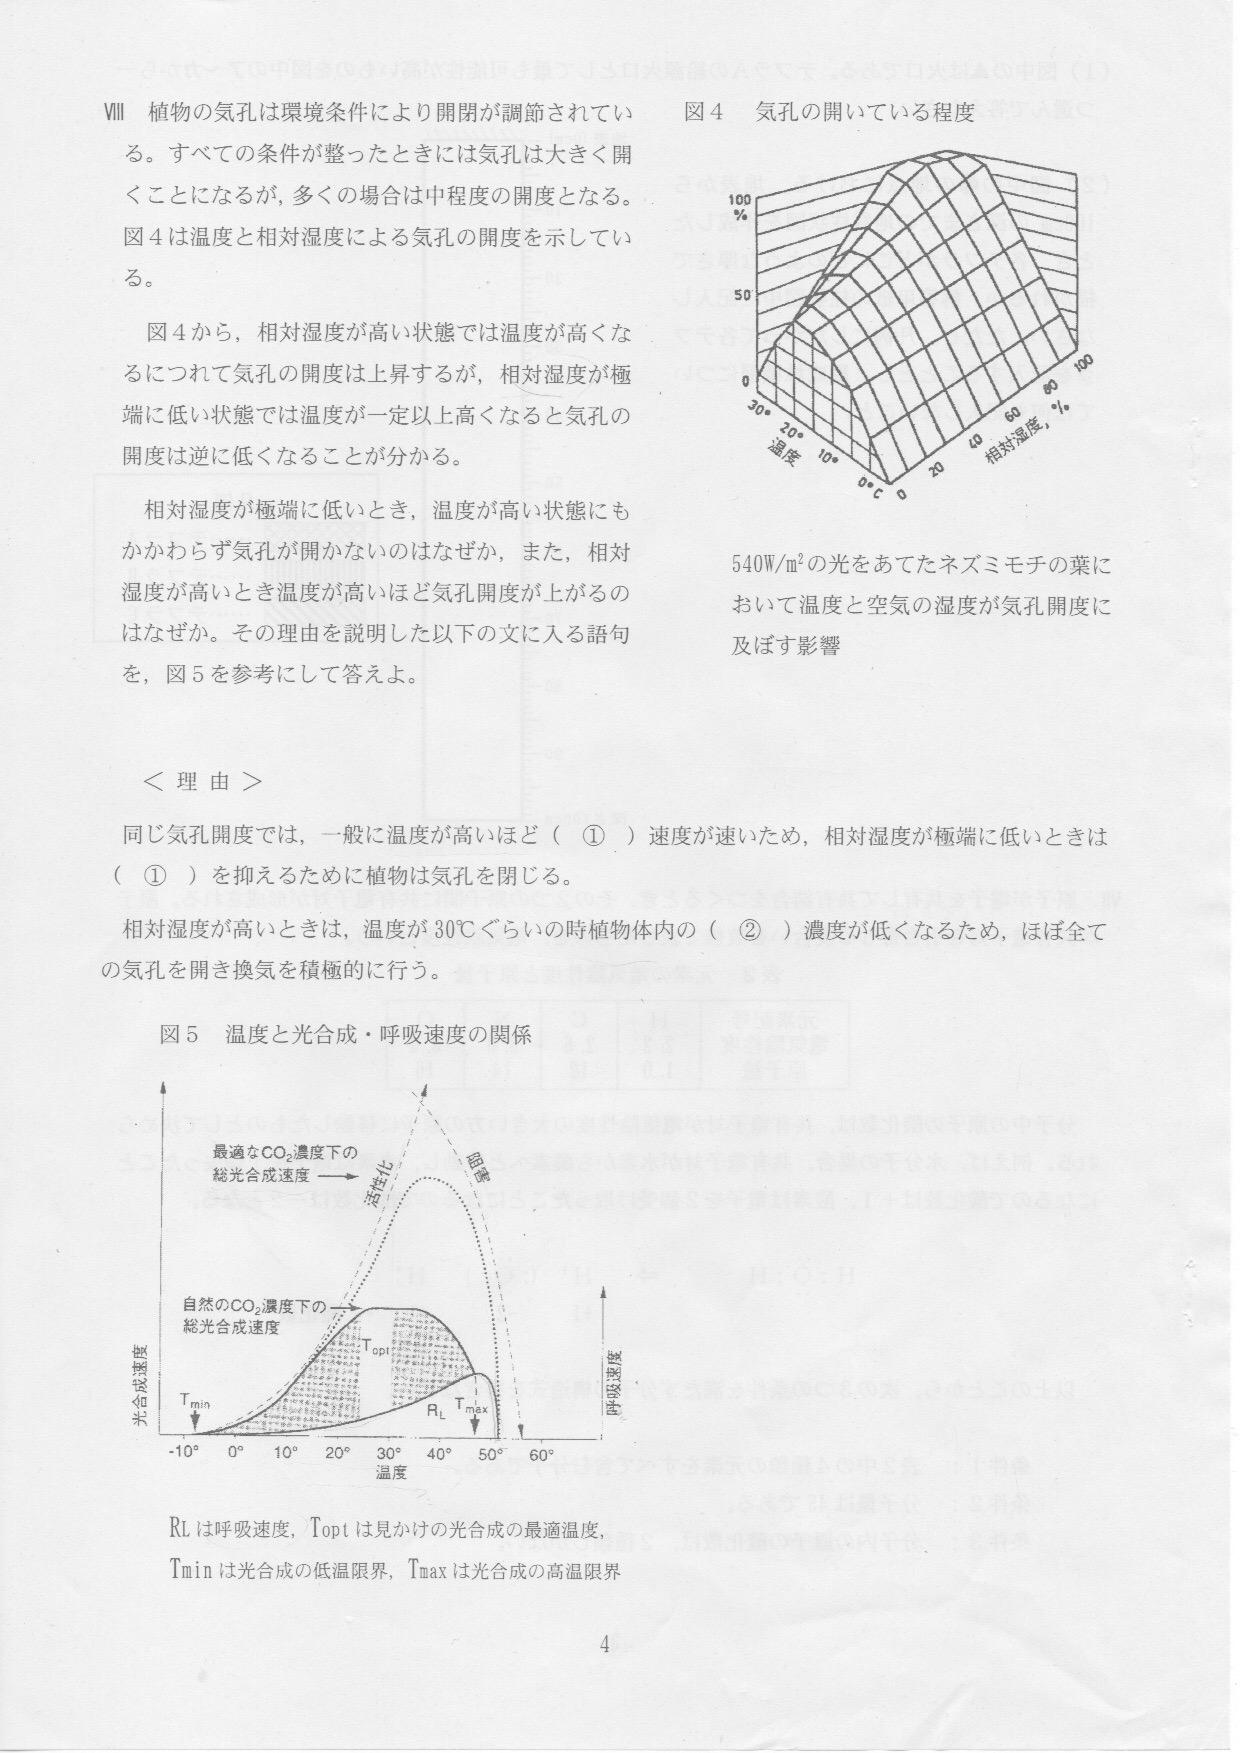 Ⅷ　植物の気孔は環境条件により開閉が調節されてい
る。すべての条件が整ったときには気孔は大きく開
くことになるが，多くの場合は中程度の開度となる。
図４は温度と相対湿度による気孔の開度を示してい
る。
図４から，相対湿度が高い状態では温度が高くな
るにつれて気孔の開度は上昇するが，相対湿度が極
端に低い状態では温度が一定以上高くなると気孔の
開度は逆に低くなることが分かる。
相対湿度が極端に低いとき，温度が高い状態にも
かかわらず気孔が開かないのはなぜか，また，相対
湿度が高いとき温度が高いほど気孔開度が上がるの
はなぜか。その理由を説明した以下の文に入る語句
を，図５を参考にして答えよ。
図４　気孔の開いている程度
100
%
50
0
30°
20°
10°
0°C
温度
0
20
40
60
80
100
相対湿度，%
540W/m²の光をあてたネズミモチの葉に
おいて温度と空気の湿度が気孔開度に
及ぼす影響
＜ 理 由 ＞
同じ気孔開度では，一般に温度が高いほど（　①　）速度が速いため，相対湿度が極端に低いときは
（　①　）を抑えるために植物は気孔を閉じる。
相対湿度が高いときは，温度が30℃ぐらいの時植物体内の（　②　）濃度が低くなるため，ほぼ全て
の気孔を開き換気を積極的に行う。
図５　温度と光合成・呼吸速度の関係
最適なCO₂濃度下の
総光合成速度
活性化
阻害
自然のCO₂濃度下の
総光合成速度
Topt
光合成速度
呼吸速度
Tmin
RL
Tmax
-10° 0° 10° 20° 30° 40° 50° 60°
温度
RLは呼吸速度，Toptは見かけの光合成の最適温度，
Tminは光合成の低温限界，Tmaxは光合成の高温限界
4